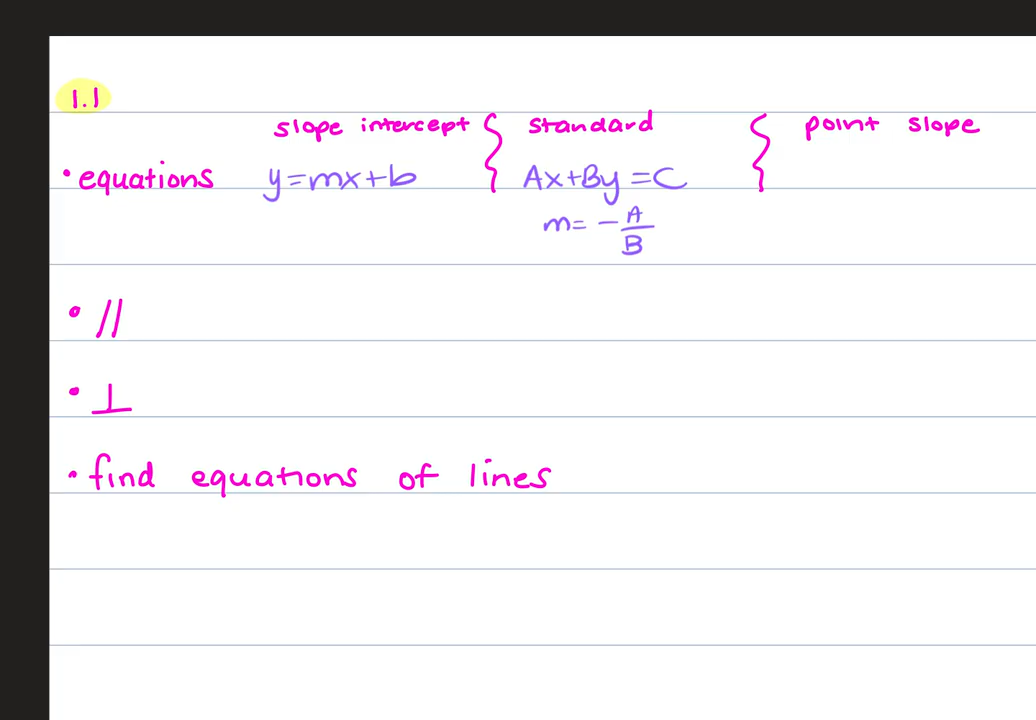 1.1
slope intercept { standard { point slope
• equations y=mx+b Ax+By=C
m= -A/B
• //
• ⊥
• find equations of lines